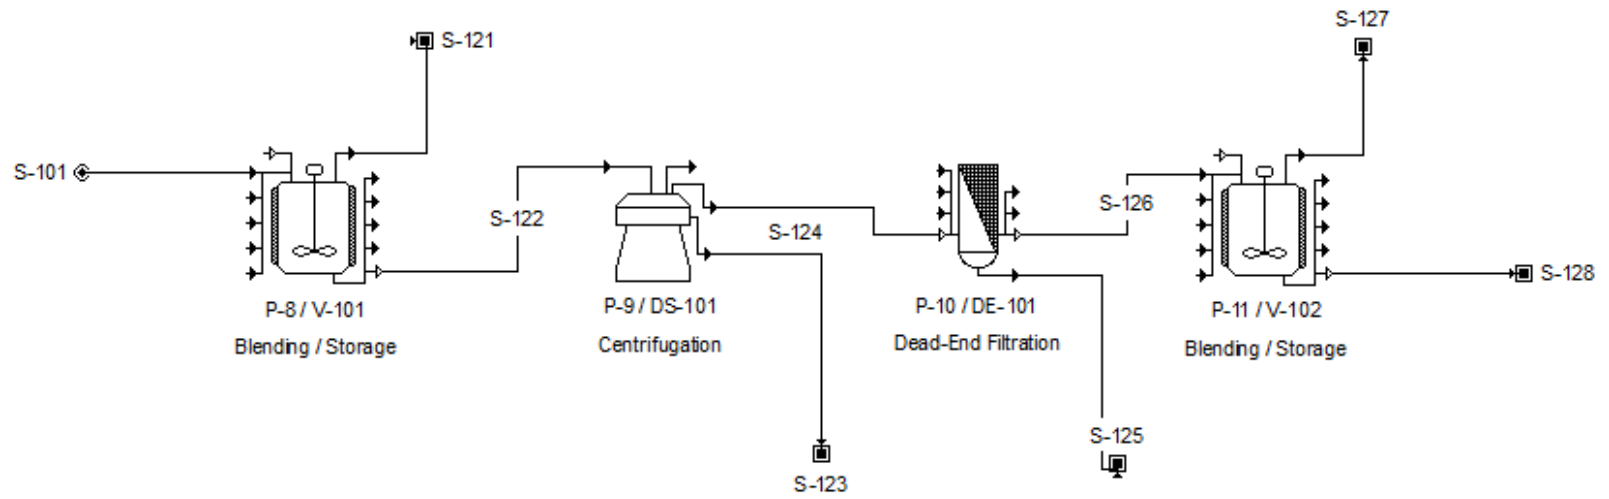 S-127
S-121
S-101
S-122
S-124
S-126
S-128
P-8 / V-101
Blending / Storage
P-9 / DS-101
Centrifugation
P-10 / DE-101
Dead-End Filtration
P-11 / V-102
Blending / Storage
S-125
S-123